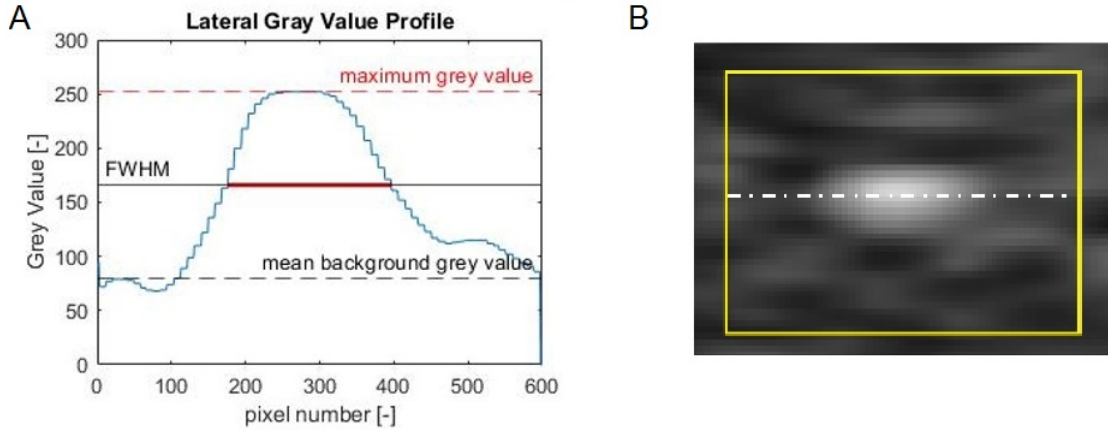 A
Lateral Gray Value Profile
300
250
200
150
100
50
0
Grey Value [-]
maximum grey value
FWHM
mean background grey value
0 100 200 300 400 500 600
pixel number [-]
B